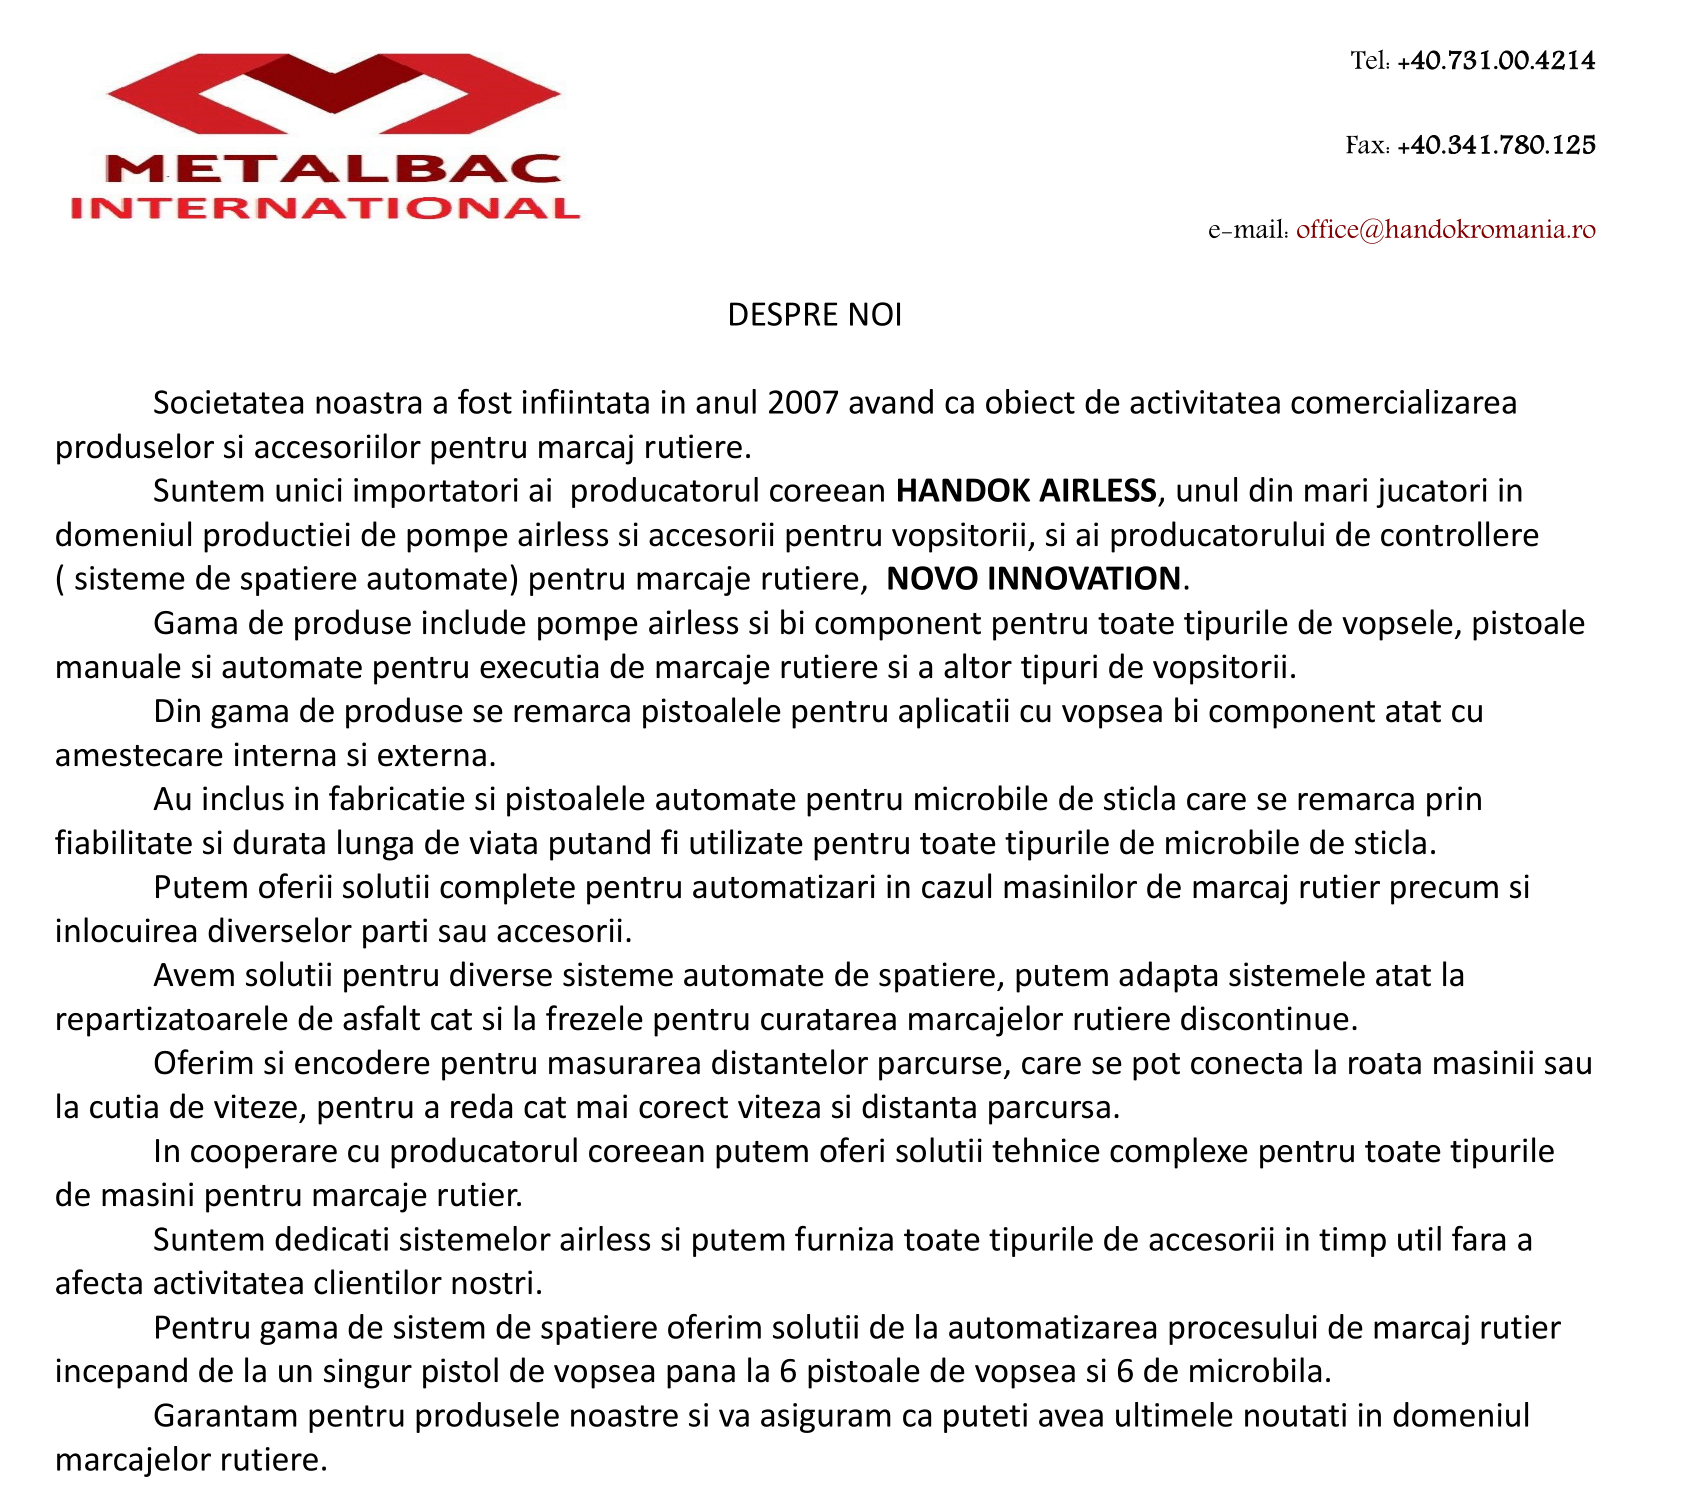 METALBAC
INTERNATIONAL
Tel: +40.731.00.4214
Fax: +40.341.780.125
e-mail: office@handokromania.ro
DESPRE NOI
Societatea noastra a fost infiintata in anul 2007 avand ca obiect de activitatea comercializarea
produselor si accesoriilor pentru marcaj rutiere.
Suntem unici importatori ai  producatorul coreean HANDOK AIRLESS, unul din mari jucatori in
domeniul productiei de pompe airless si accesorii pentru vopsitorii, si ai producatorului de controllere
( sisteme de spatiere automate) pentru marcaje rutiere,  NOVO INNOVATION.
Gama de produse include pompe airless si bi component pentru toate tipurile de vopsele, pistoale
manuale si automate pentru executia de marcaje rutiere si a altor tipuri de vopsitorii.
Din gama de produse se remarca pistoalele pentru aplicatii cu vopsea bi component atat cu
amestecare interna si externa.
Au inclus in fabricatie si pistoalele automate pentru microbile de sticla care se remarca prin
fiabilitate si durata lunga de viata putand fi utilizate pentru toate tipurile de microbile de sticla.
Putem oferii solutii complete pentru automatizari in cazul masinilor de marcaj rutier precum si
inlocuirea diverselor parti sau accesorii.
Avem solutii pentru diverse sisteme automate de spatiere, putem adapta sistemele atat la
repartizatoarele de asfalt cat si la frezele pentru curatarea marcajelor rutiere discontinue.
Oferim si encodere pentru masurarea distantelor parcurse, care se pot conecta la roata masinii sau
la cutia de viteze, pentru a reda cat mai corect viteza si distanta parcursa.
In cooperare cu producatorul coreean putem oferi solutii tehnice complexe pentru toate tipurile
de masini pentru marcaje rutier.
Suntem dedicati sistemelor airless si putem furniza toate tipurile de accesorii in timp util fara a
afecta activitatea clientilor nostri.
Pentru gama de sistem de spatiere oferim solutii de la automatizarea procesului de marcaj rutier
incepand de la un singur pistol de vopsea pana la 6 pistoale de vopsea si 6 de microbila.
Garantam pentru produsele noastre si va asiguram ca puteti avea ultimele noutati in domeniul
marcajelor rutiere.